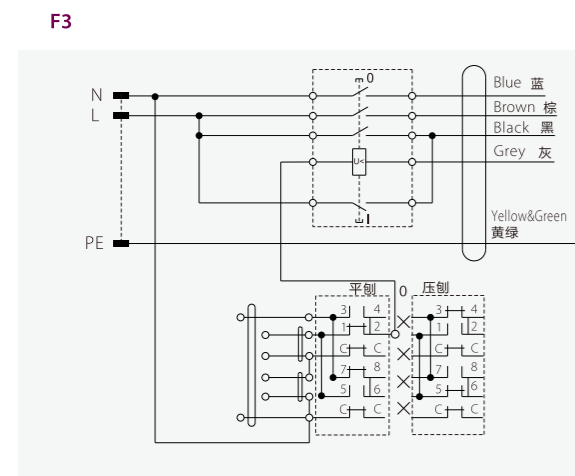 F3
0
N
L
Blue 蓝
Brown 棕
Black 黑
Grey 灰
U<
I
Yellow&Green
黄绿
PE
平刨 0 压刨
3 4 3 4
1 2 1 2
C C C C
7 8 7 8
5 6 5 6
C C C C